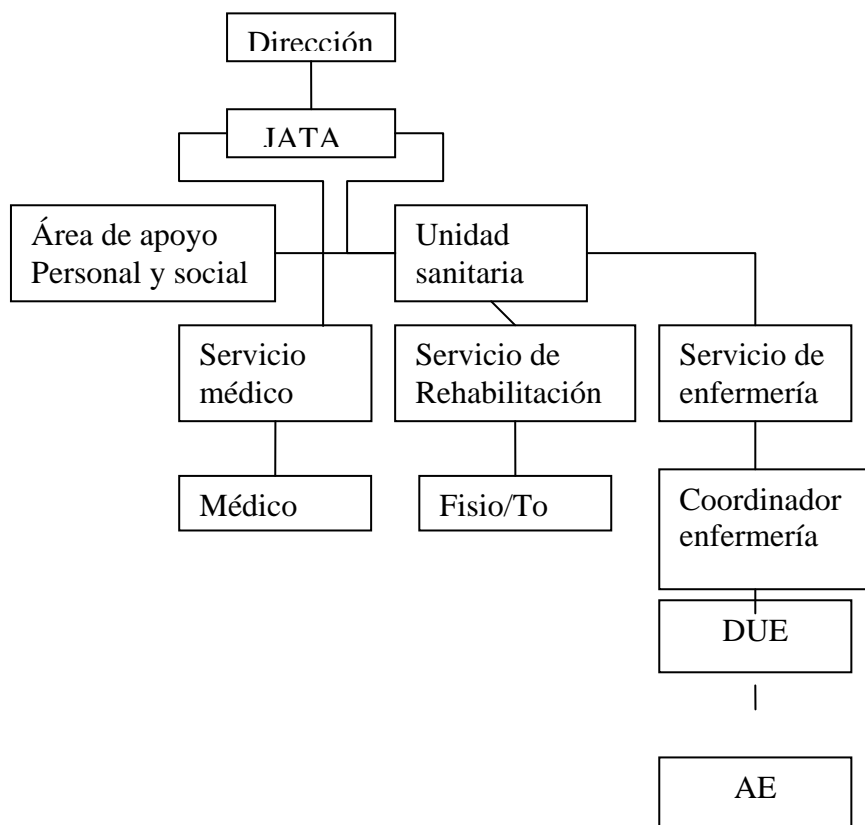 Dirección
JATA
Área de apoyo
Personal y social
Unidad
sanitaria
Servicio
médico
Servicio de
Rehabilitación
Servicio de
enfermería
Médico
Fisio/To
Coordinador
enfermería
DUE
AE